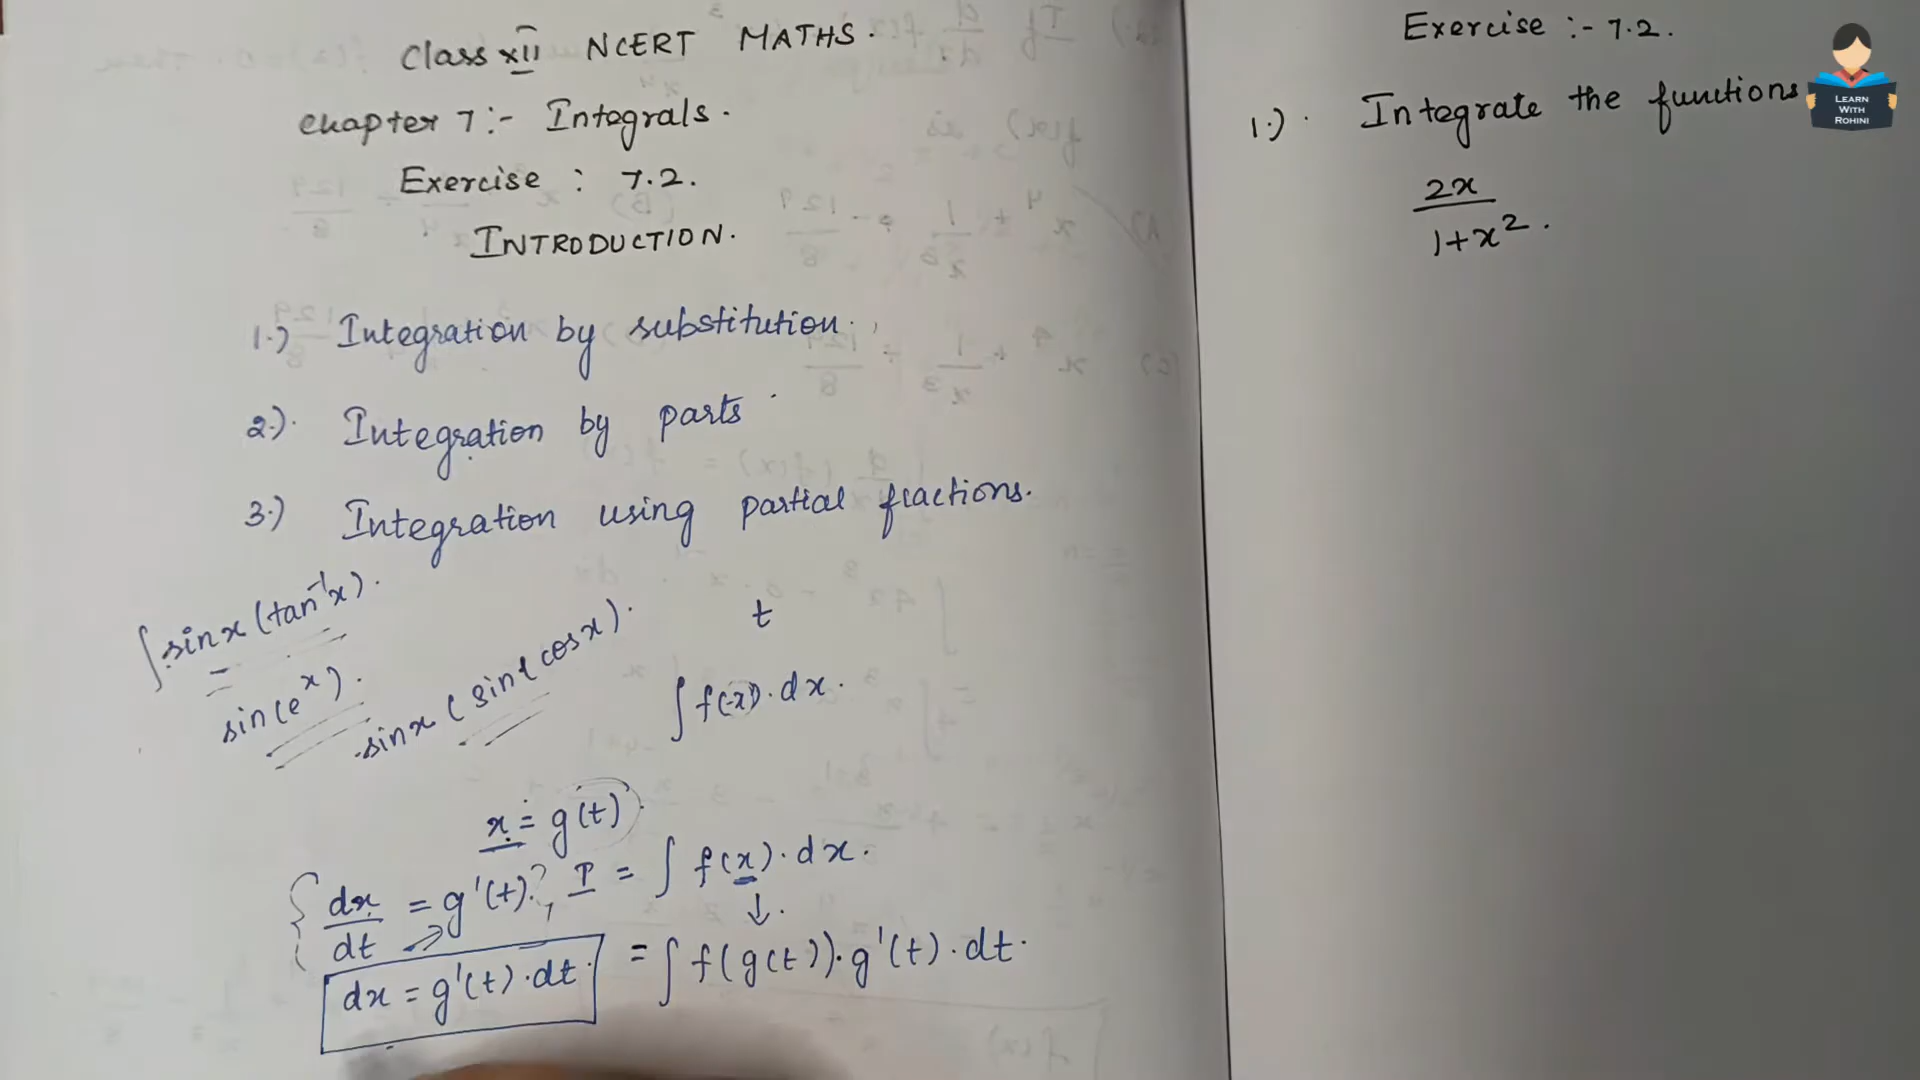 Class XII NCERT MATHS.
Chapter 7:- Integrals.
Exercise : 7.2.
INTRODUCTION.
1.) Integration by substitution.
2.) Integration by parts
3.) Integration using partial fractions.
∫sinx(tan⁻¹x).
sin(eˣ).
sinx(sin(cosx).
t
∫f(x).dx.
x = g(t)
dx/dt = g'(t). I = ∫ f(x).dx.
↓.
dx = g'(t).dt. = ∫ f(g(t)).g'(t).dt.
Exercise :- 7.2.
1.) Integrate the functions
2x/1+x².
LEARN
WITH
ROHINI